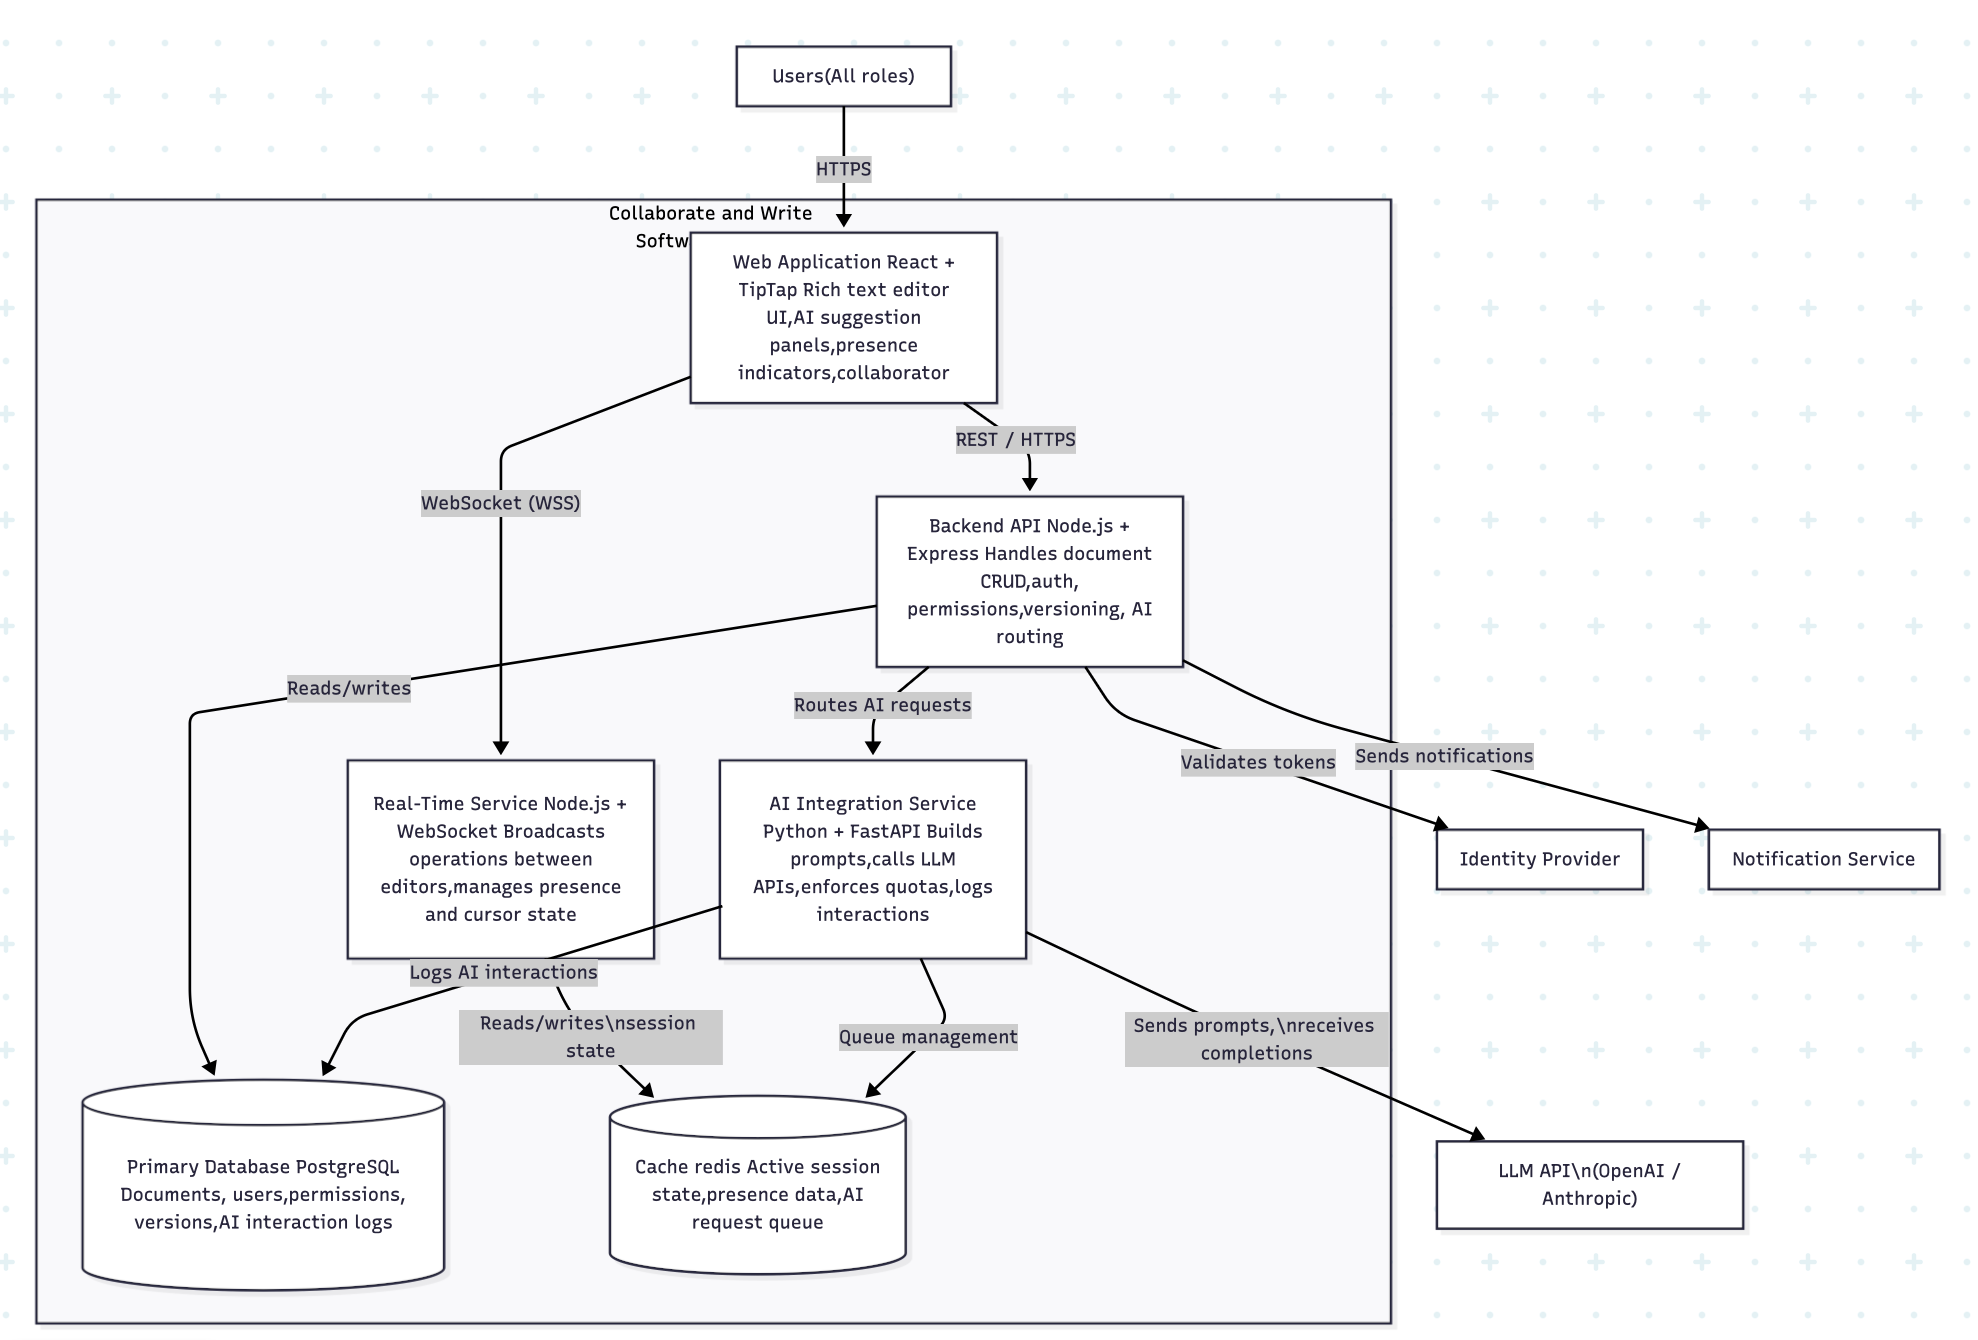 Users(All roles)
HTTPS
Collaborate and Write
Softw
Web Application React +
TipTap Rich text editor
UI,AI suggestion
panels,presence
indicators,collaborator
REST / HTTPS
WebSocket (WSS)
Backend API Node.js +
Express Handles document
CRUD,auth,
permissions,versioning, AI
routing
Reads/writes
Routes AI requests
Validates tokens
Sends notifications
Real-Time Service Node.js +
WebSocket Broadcasts
operations between
editors,manages presence
and cursor state
AI Integration Service
Python + FastAPI Builds
prompts,calls LLM
APIs,enforces quotas,logs
interactions
Identity Provider
Notification Service
Logs AI interactions
Reads/writes\nsession
state
Queue management
Sends prompts,\nreceives
completions
Primary Database PostgreSQL
Documents, users,permissions,
versions,AI interaction logs
Cache redis Active session
state,presence data,AI
request queue
LLM API\n(OpenAI /
Anthropic)